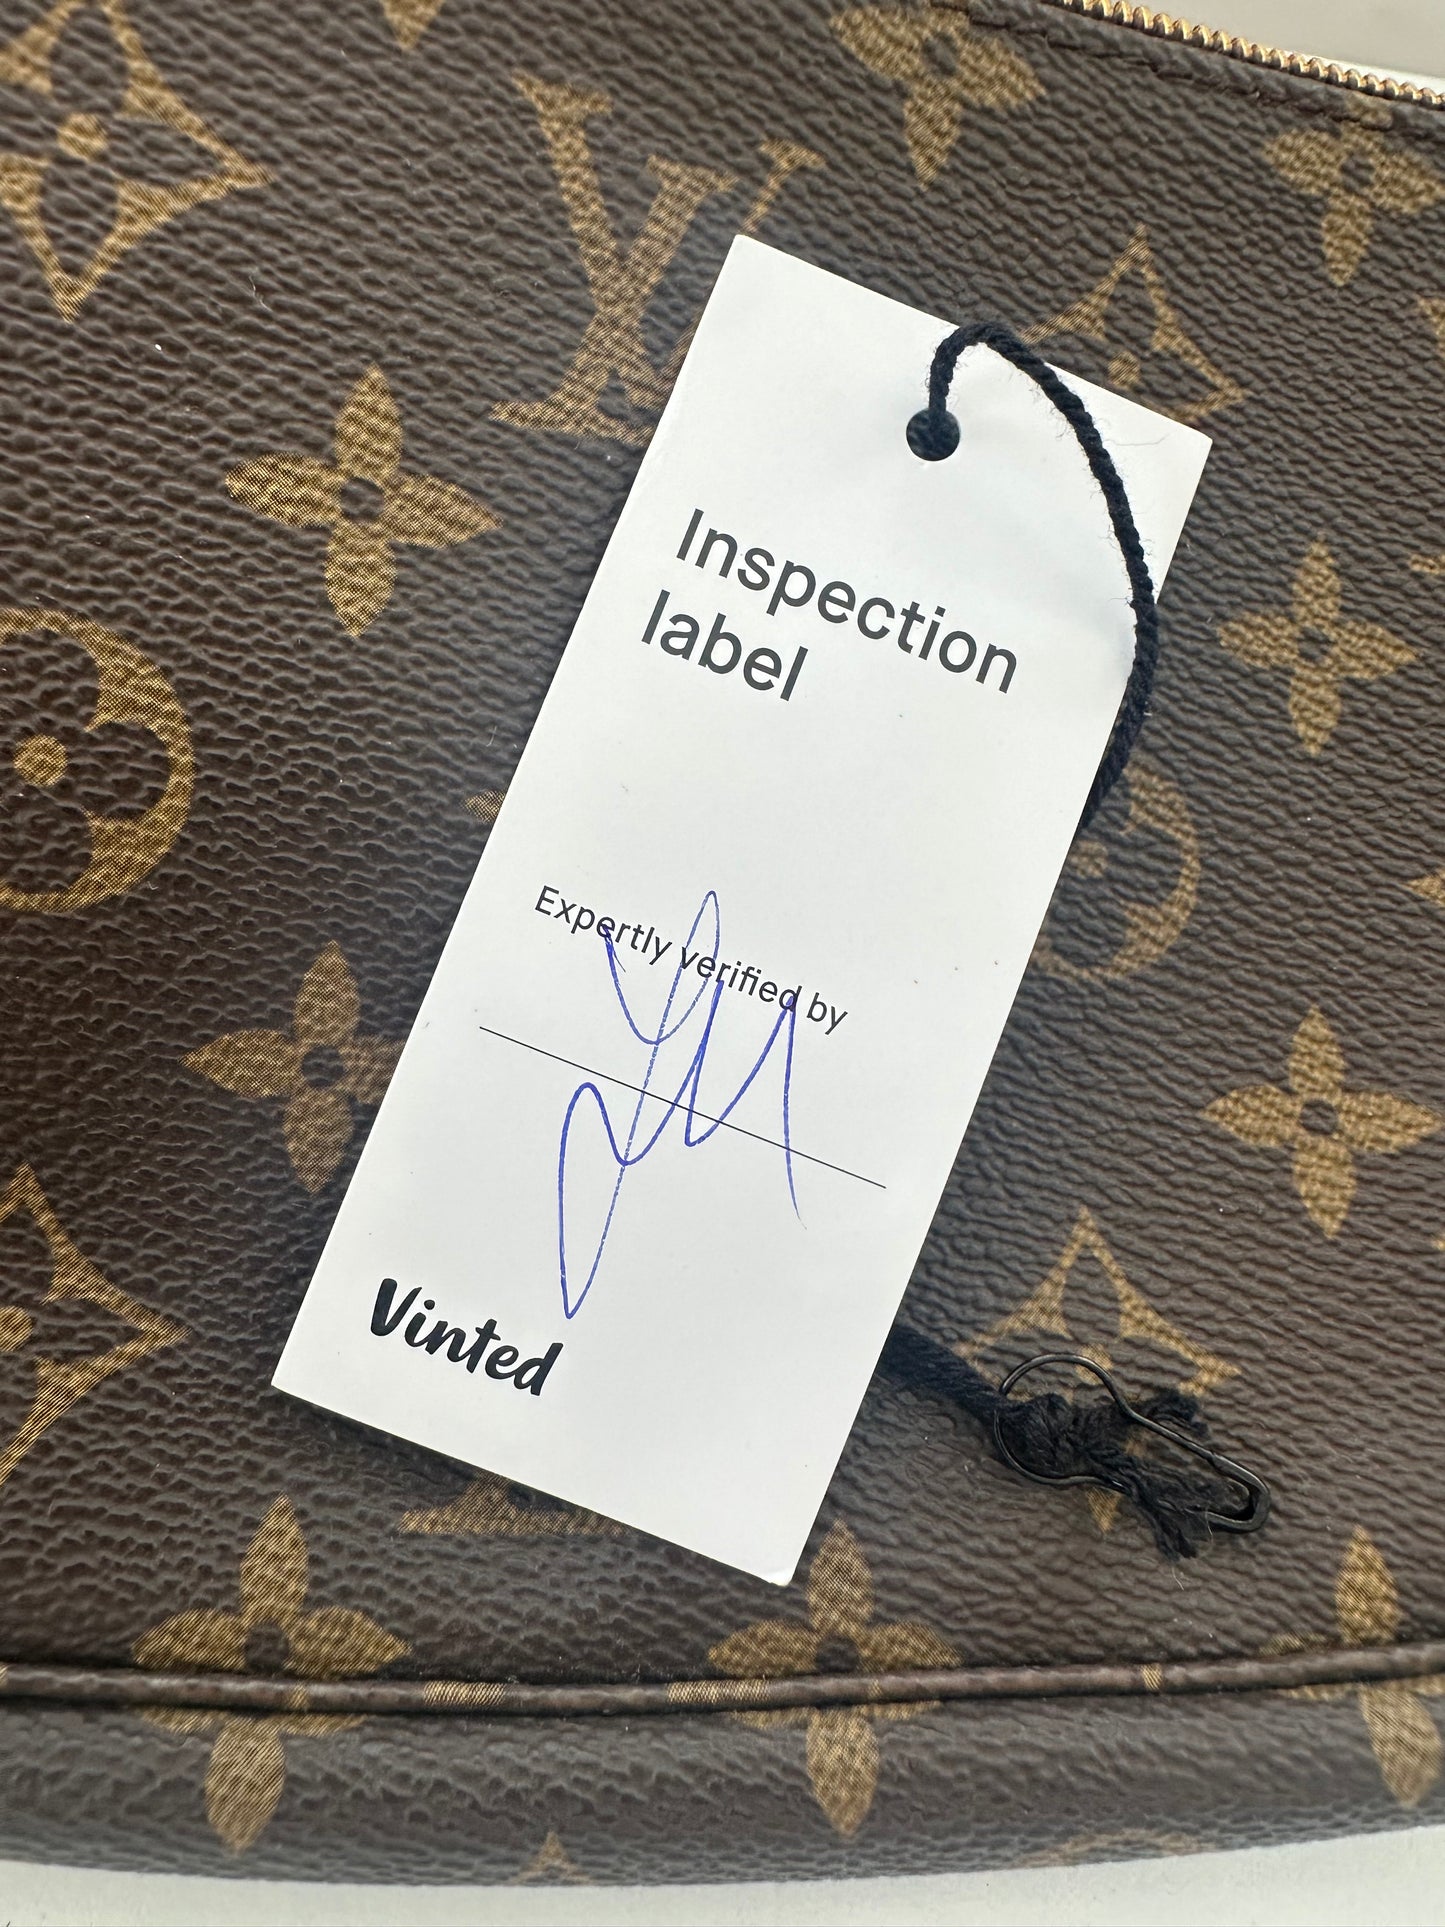 Inspection
label
Expertly verified by
Vinted